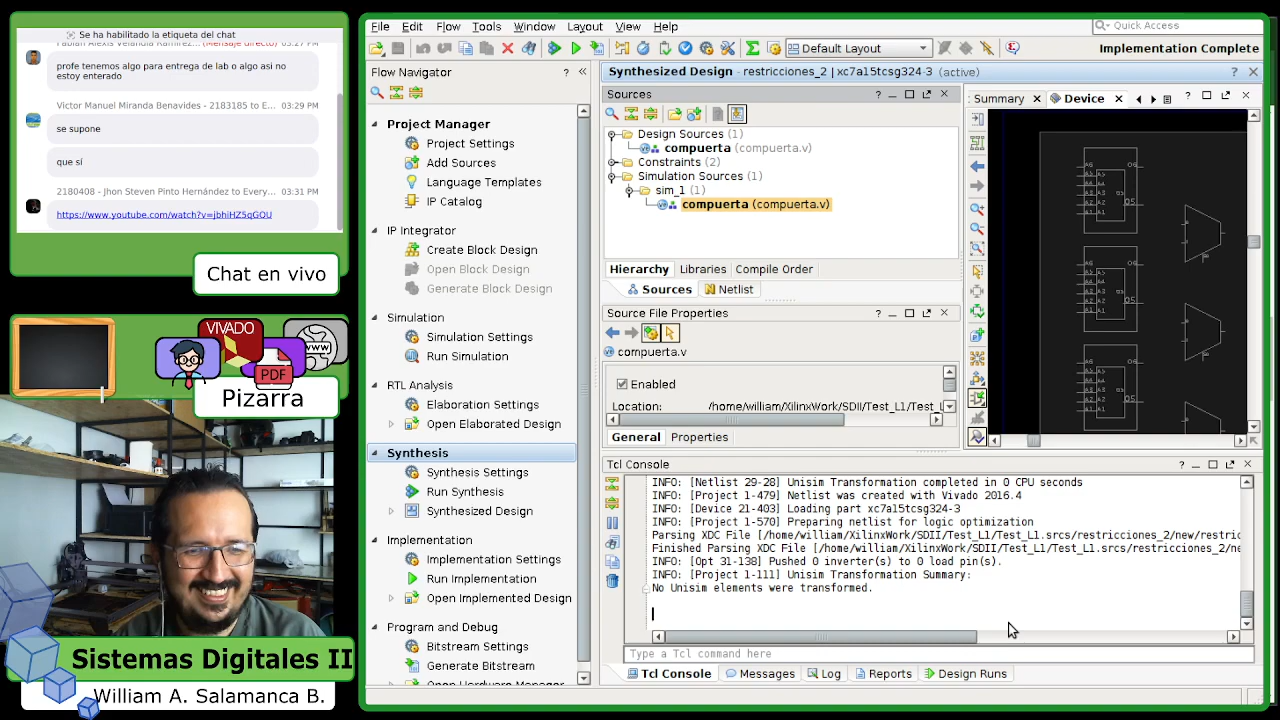 Se ha habilitado la etiqueta del chat
Fabian Alexis Velandia Ramirez... (Mensaje directo) 03:27 PM
profe tenemos algo para entrega de lab o algo asi no
estoy enterado
Victor Manuel Miranda Benavides - 2183185 to E... 03:29 PM
se supone
que si
2180408 - Jhon Steven Pinto Hernández to Every... 03:31 PM
https://www.youtube.com/watch?v=jbhiHZ5qGOU
Chat en vivo
VIVADO
WWW
PDF
Pizarra
Sistemas Digitales II
William A. Salamanca B.
File Edit Flow Tools Window Layout View Help
Quick Access
Default Layout
Implementation Complete
Flow Navigator
Project Manager
Project Settings
Add Sources
Language Templates
IP Catalog
IP Integrator
Create Block Design
Open Block Design
Generate Block Design
Simulation
Simulation Settings
Run Simulation
RTL Analysis
Elaboration Settings
Open Elaborated Design
Synthesis
Synthesis Settings
Run Synthesis
Synthesized Design
Implementation
Implementation Settings
Run Implementation
Open Implemented Design
Program and Debug
Bitstream Settings
Generate Bitstream
Open Hardware Manager
Synthesized Design - restricciones_2 | xc7a15tcsg324-3 (active)
Sources
Design Sources (1)
compuerta (compuerta.v)
Constraints (2)
Simulation Sources (1)
sim_1 (1)
compuerta (compuerta.v)
Hierarchy Libraries Compile Order
Sources Netlist
Source File Properties
compuerta.v
Enabled
Location: /home/william/XilinxWork/SDII/Test_L1/Test_L
General Properties
Summary Device
Tcl Console
INFO: [Netlist 29-28] Unisim Transformation completed in 0 CPU seconds
INFO: [Project 1-479] Netlist was created with Vivado 2016.4
INFO: [Device 21-403] Loading part xc7a15tcsg324-3
INFO: [Project 1-570] Preparing netlist for logic optimization
Parsing XDC File [/home/william/XilinxWork/SDII/Test_L1/Test_L1.srcs/restricciones_2/new/restric
Finished Parsing XDC File [/home/william/XilinxWork/SDII/Test_L1/Test_L1.srcs/restricciones_2/ne
INFO: [Opt 31-138] Pushed 0 inverter(s) to 0 load pin(s).
INFO: [Project 1-111] Unisim Transformation Summary:
No Unisim elements were transformed.
Type a Tcl command here
Tcl Console Messages Log Reports Design Runs